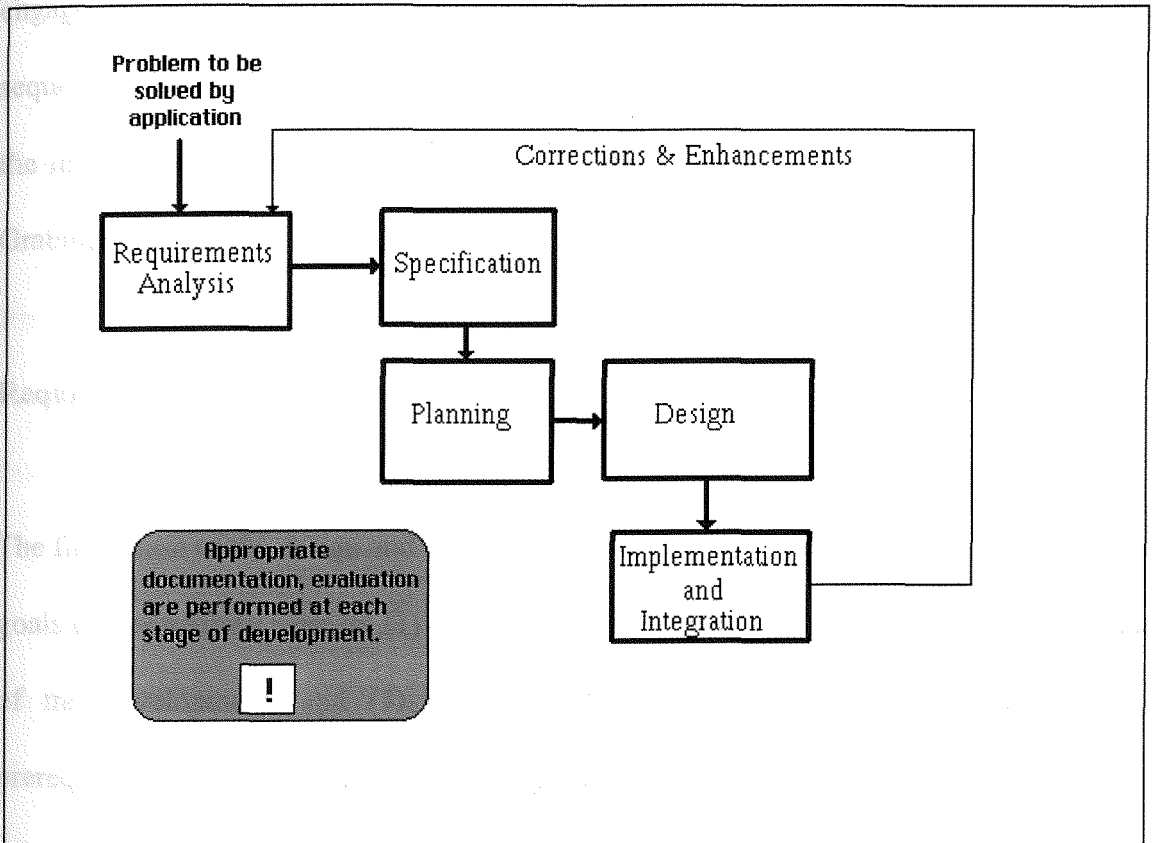 Problem to be
solved by
application
Corrections & Enhancements
Requirements
Analysis
Specification
Planning
Design
Implementation
and
Integration
Appropriate
documentation, evaluation
are performed at each
stage of development.
!